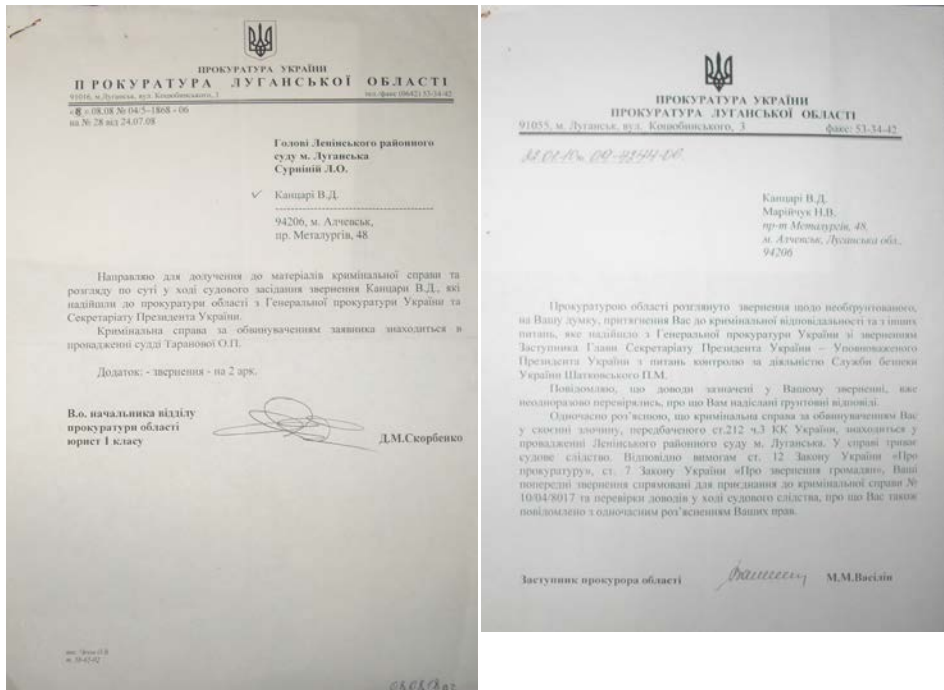 ПРОКУРАТУРА УКРАЇНИ
ПРОКУРАТУРА ЛУГАНСЬКОЇ ОБЛАСТІ
91016, м.Луганськ, вул. Коцюбинського, 3 тел./факс (0642) 53-34-42
«8».08.08 № 04/5-1868 - 06
на № 28 від 24.07.08
Голові Ленінського районного
суду м. Луганська
Сурніній Л.О.
Канцарі В.Д.
94206, м. Алчевськ,
пр. Металургів, 48
Направляю для долучення до матеріалів кримінальної справи та
розгляду по суті у ході судового засідання звернення Канцари В.Д., які
надійшли до прокуратури області з Генеральної прокуратури України та
Секретаріату Президента України.
Кримінальна справа за обвинуваченням заявника знаходиться в
провадженні судді Таранової О.П.
Додаток: - звернення - на 2 арк.
В.о. начальника відділу
прокуратури області
юрист 1 класу Д.М.Скорбенко
ПРОКУРАТУРА УКРАЇНИ
ПРОКУРАТУРА ЛУГАНСЬКОЇ ОБЛАСТІ
91055, м. Луганськ, вул. Коцюбинського, 3 факс: 53-34-42
Канцарі В.Д.
Марійчук Н.В.
пр-т Металургів, 48,
м. Алчевськ, Луганська обл.,
94206
Прокуратурою області розглянуто звернення щодо необґрунтованого,
на Вашу думку, притягнення Вас до кримінальної відповідальності та з інших
питань, яке надійшло з Генеральної прокуратури України зі зверненням
Заступника Глави Секретаріату Президента України – Уповноваженого
Президента України з питань контролю за діяльністю Служби безпеки
України Шатковського П.М.
Повідомляю, що доводи зазначені у Вашому зверненні, вже
неодноразово перевірялись, про що Вам надіслані ґрунтовні відповіді.
Одночасно роз'яснюю, що кримінальна справа за обвинуваченням Вас
у скоєнні злочину, передбаченого ст.212 ч.3 КК України, знаходиться у
провадженні Ленінського районного суду м. Луганська. У справі триває
судове слідство. Відповідно вимогам ст. 12 Закону України «Про
прокуратуру», ст. 7 Закону України «Про звернення громадян», Ваші
попередні звернення спрямовані для приєднання до кримінальної справи №
10/04/8017 та перевірки доводів у ході судового слідства, про що Вас також
повідомлено з одночасним роз'ясненням Ваших прав.
Заступник прокурора області М.М.Васілін